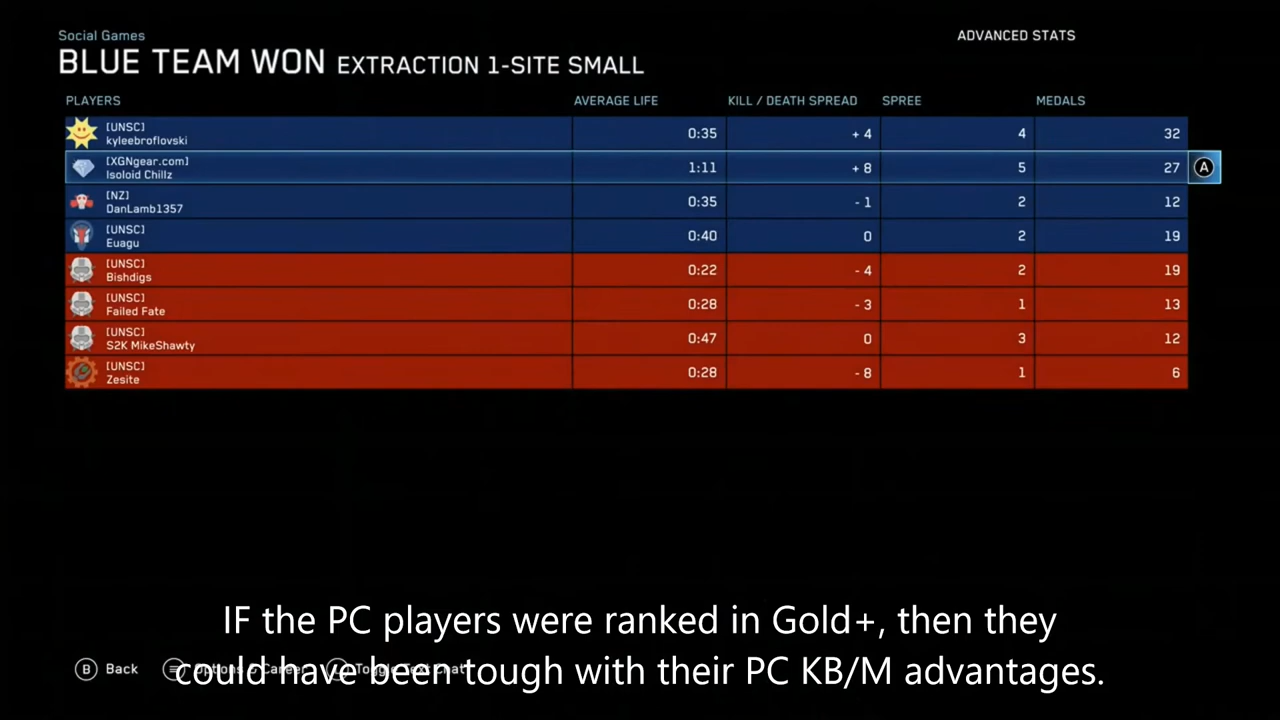 Social Games
BLUE TEAM WON EXTRACTION 1-SITE SMALL
ADVANCED STATS
PLAYERS AVERAGE LIFE KILL / DEATH SPREAD SPREE MEDALS
[UNSC]
kyleebroflovski 0:35 + 4 4 32
[XGNgear.com]
Isoloid Chillz 1:11 + 8 5 27 A
[NZ]
DanLamb1357 0:35 - 1 2 12
[UNSC]
Euagu 0:40 0 2 19
[UNSC]
Bishdigs 0:22 - 4 2 19
[UNSC]
Failed Fate 0:28 - 3 1 13
[UNSC]
S2K MikeShawty 0:47 0 3 12
[UNSC]
Zesite 0:28 - 8 1 6
IF the PC players were ranked in Gold+, then they
could have been tough with their PC KB/M advantages.
B Back Options & Career Toggle Text Chat